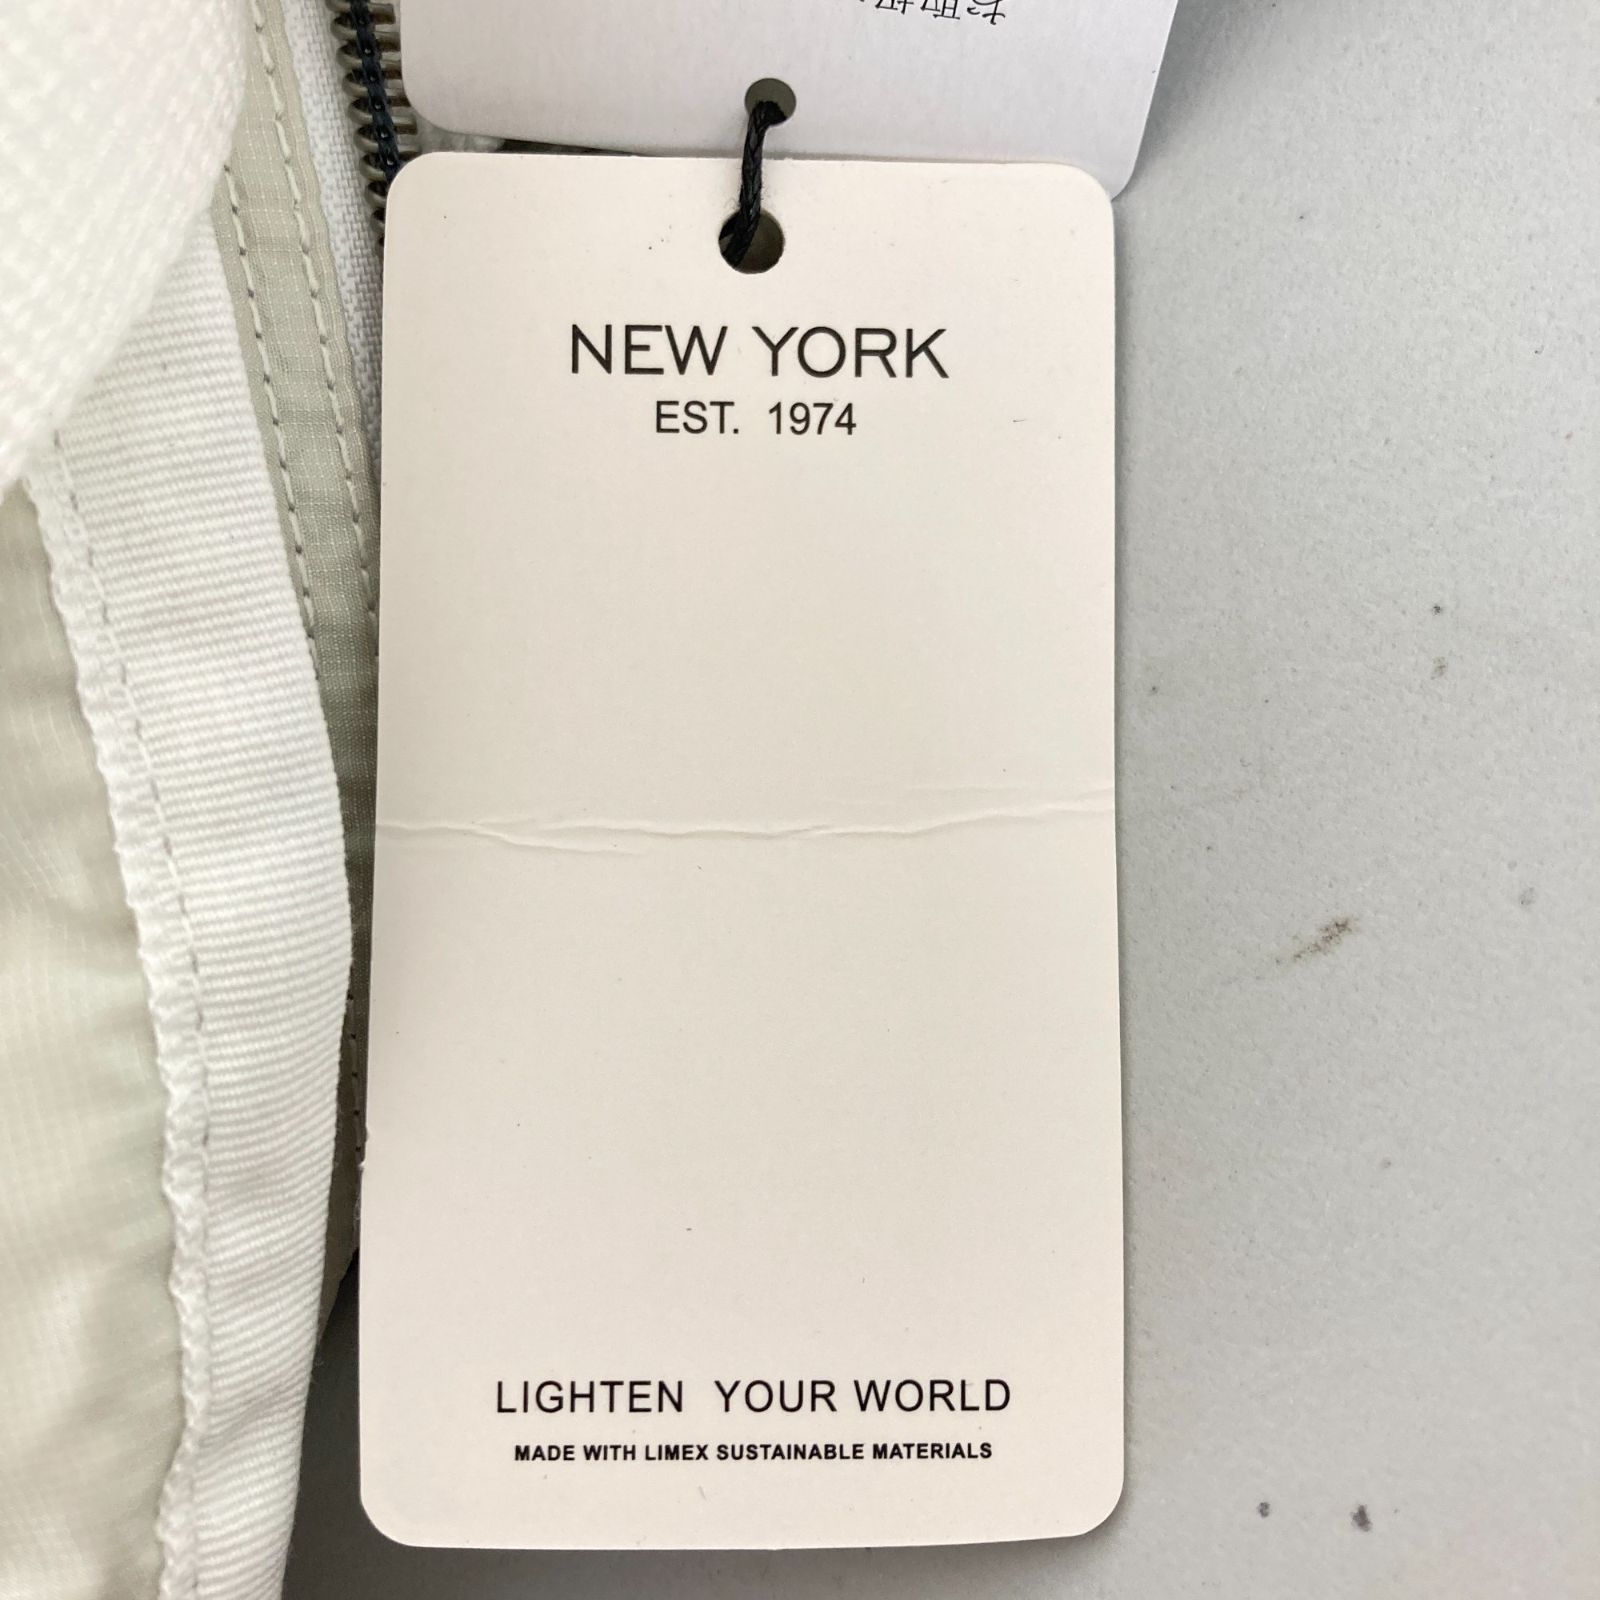 NEW YORK
EST. 1974
LIGHTEN YOUR WORLD
MADE WITH LIMEX SUSTAINABLE MATERIALS